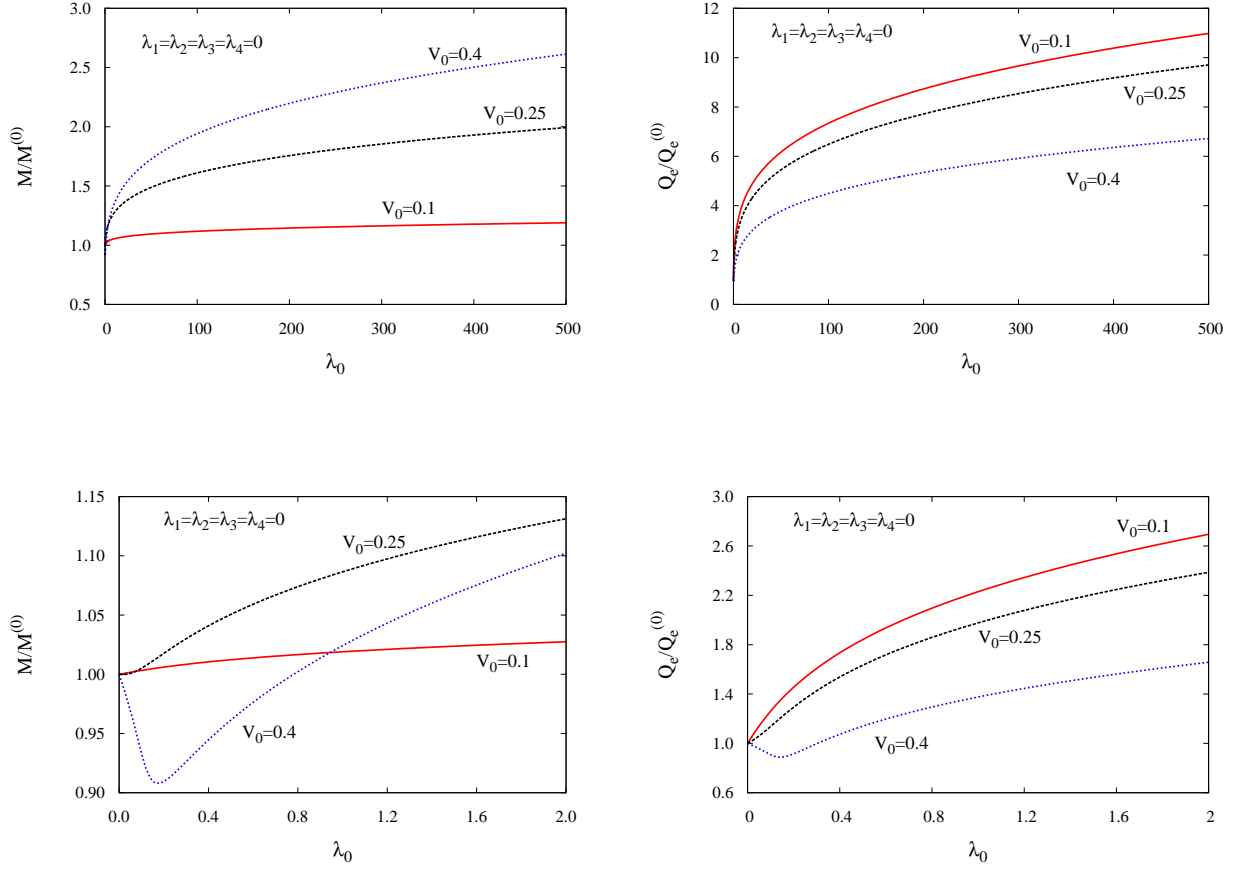 3.0
2.5
2.0
1.5
1.0
0.5
M/M⁽⁰⁾
λ₁=λ₂=λ₃=λ₄=0
V₀=0.4
V₀=0.25
V₀=0.1
0 100 200 300 400 500
λ₀
12
10
8
6
4
2
0
Qₑ/Qₑ⁽⁰⁾
λ₁=λ₂=λ₃=λ₄=0
V₀=0.1
V₀=0.25
V₀=0.4
0 100 200 300 400 500
λ₀
1.15
1.10
1.05
1.00
0.95
0.90
M/M⁽⁰⁾
λ₁=λ₂=λ₃=λ₄=0
V₀=0.25
V₀=0.1
V₀=0.4
0.0 0.4 0.8 1.2 1.6 2.0
λ₀
3.0
2.6
2.2
1.8
1.4
1.0
0.6
Qₑ/Qₑ⁽⁰⁾
λ₁=λ₂=λ₃=λ₄=0
V₀=0.1
V₀=0.25
V₀=0.4
0 0.4 0.8 1.2 1.6 2
λ₀